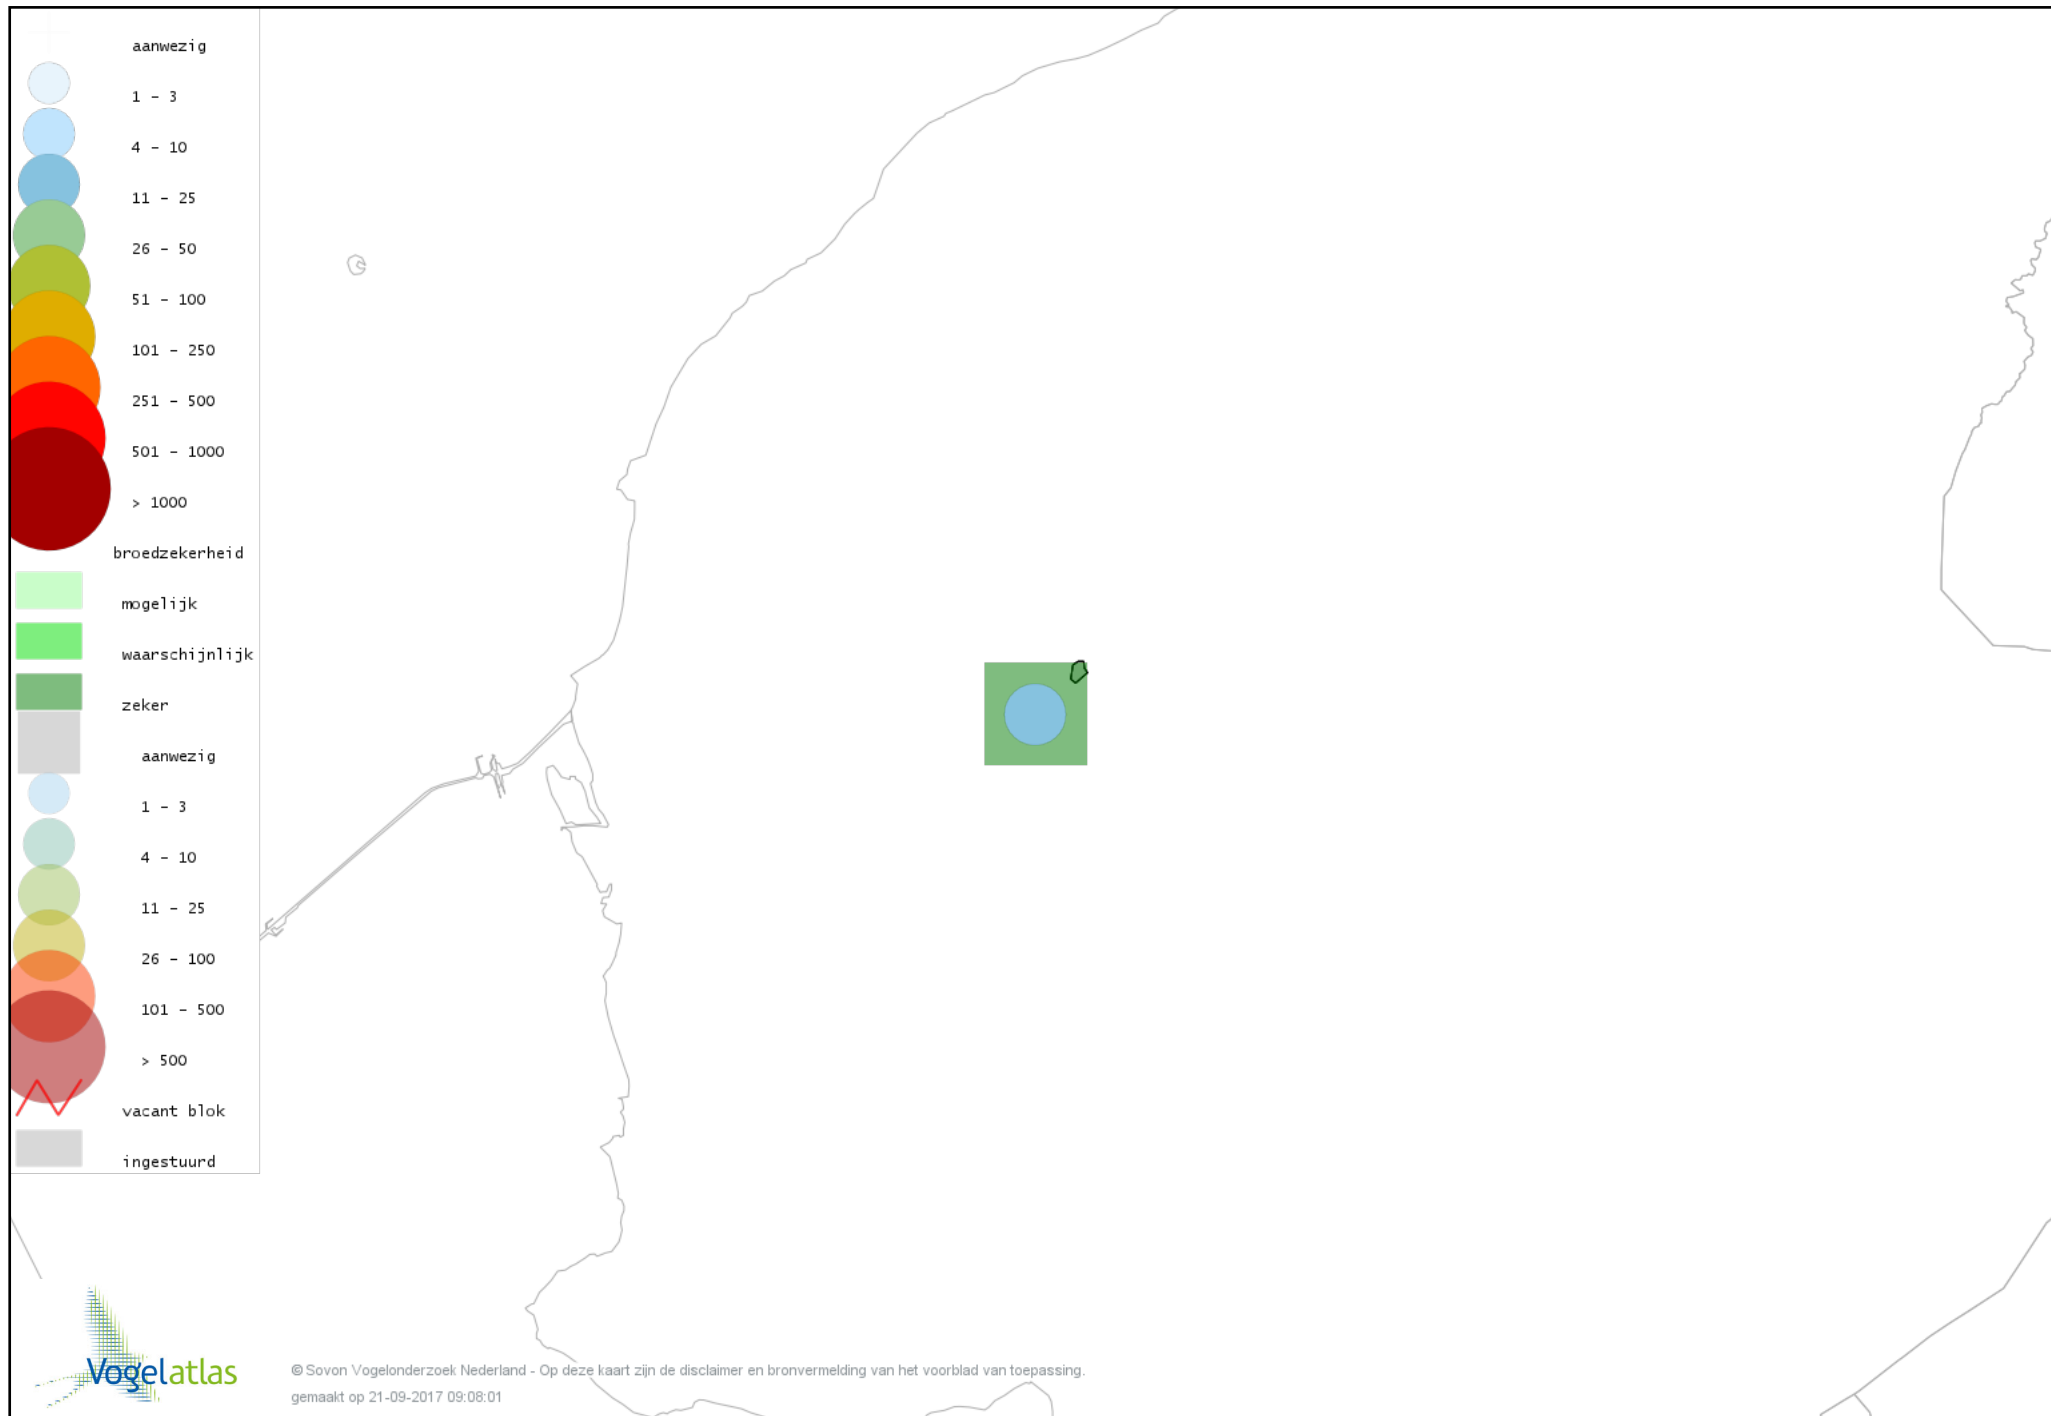 aanwezig
1 - 3
4 - 10
11 - 25
26 - 50
51 - 100
101 - 250
251 - 500
501 - 1000
> 1000
broedzekerheid
mogelijk
waarschijnlijk
zeker
aanwezig
1 - 3
4 - 10
11 - 25
26 - 100
101 - 500
> 500
vacant blok
ingestuurd
Vogelatlas
© Sovon Vogelonderzoek Nederland - Op deze kaart zijn de disclaimer en bronvermelding van het voorblad van toepassing.
gemaakt op 21-09-2017 09:08:01